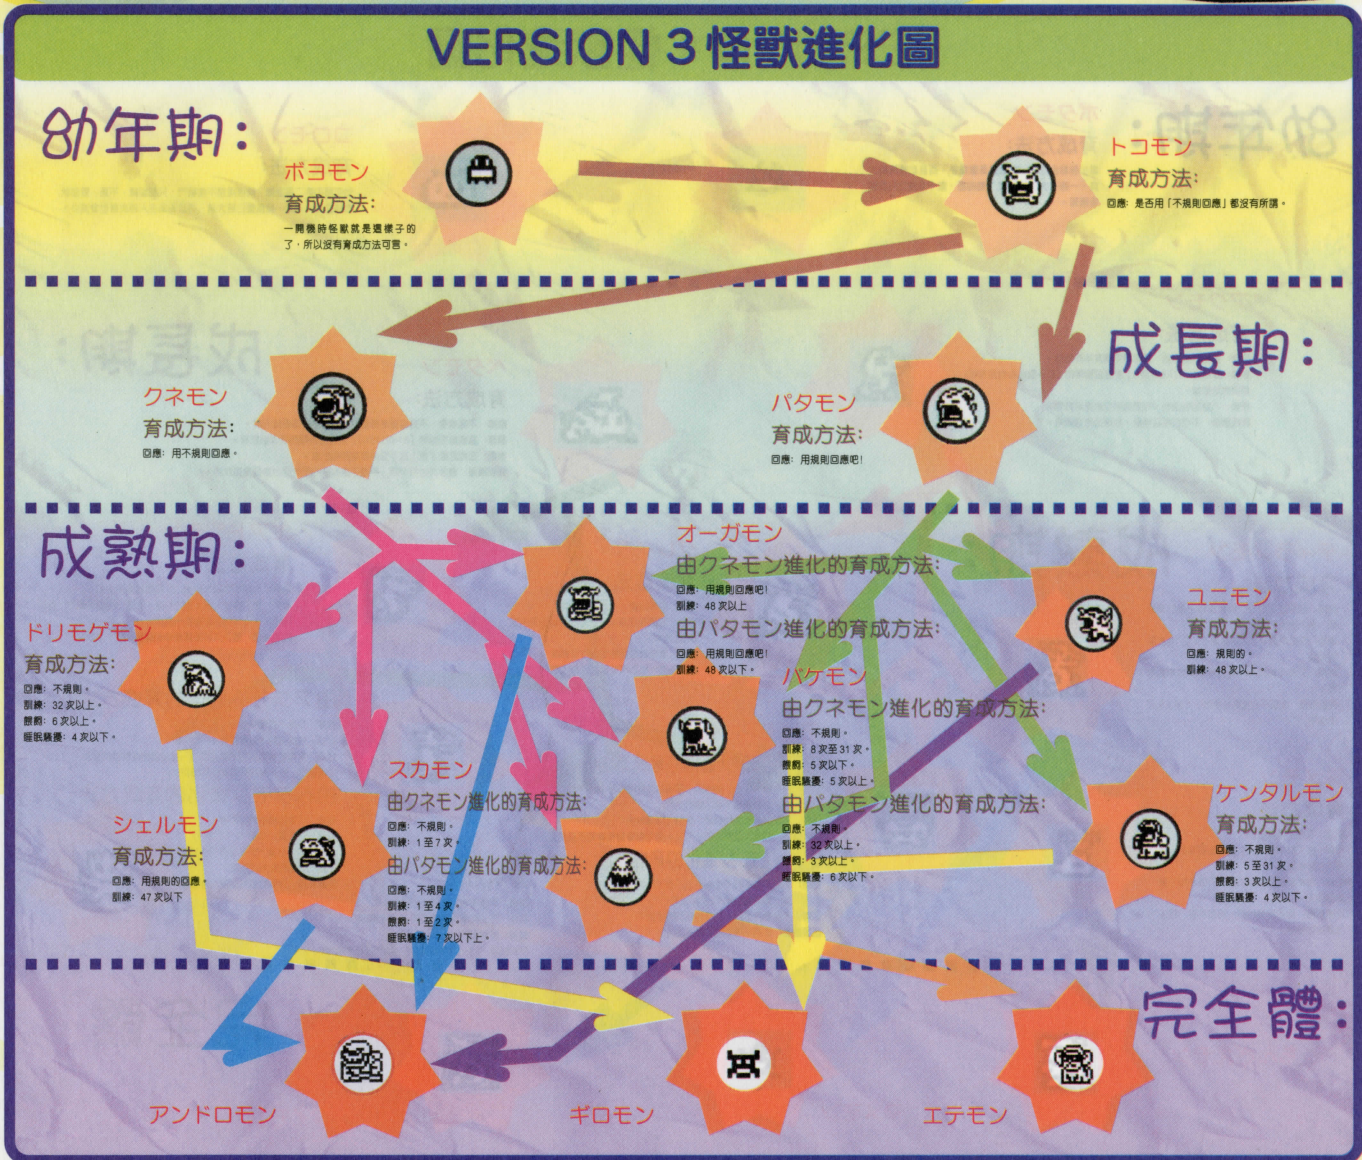 VERSION 3 怪獸進化圖
幼年期：
ボヨモン
育成方法：
一開機時怪獸就是這樣子的
了，所以沒有育成方法可言。
トコモン
育成方法：
回應：是否用「不規則回應」都沒有所謂。
成長期：
クネモン
育成方法：
回應：用不規則回應。
パタモン
育成方法：
回應：用規則回應吧！
成熟期：
オーガモン
由クネモン進化的育成方法：
回應：用規則回應吧！
訓練：48次以上
由パタモン進化的育成方法：
回應：用規則回應吧！
訓練：48次以下。
ユニモン
育成方法：
回應：規則的。
訓練：48次以上。
ドリモゲモン
育成方法：
回應：不規則。
訓練：32次以上。
餵飼：6次以上。
睡眠騷擾：4次以下。
バケモン
由クネモン進化的育成方法：
回應：不規則。
訓練：8次至31次。
餵飼：5次以下。
睡眠騷擾：5次以上。
由パタモン進化的育成方法：
回應：不規則。
訓練：32次以上。
餵飼：3次以上。
睡眠騷擾：6次以下。
スカモン
由クネモン進化的育成方法：
回應：不規則。
訓練：1至7次。
由パタモン進化的育成方法：
回應：不規則。
訓練：1至4次。
餵飼：1至2次。
睡眠騷擾：7次以下上。
シェルモン
育成方法：
回應：用規則的回應。
訓練：47次以下
ケンタルモン
育成方法：
回應：不規則。
訓練：5至31次。
餵飼：3次以上。
睡眠騷擾：4次以下。
完全體：
アンドロモン
ギロモン
エテモン